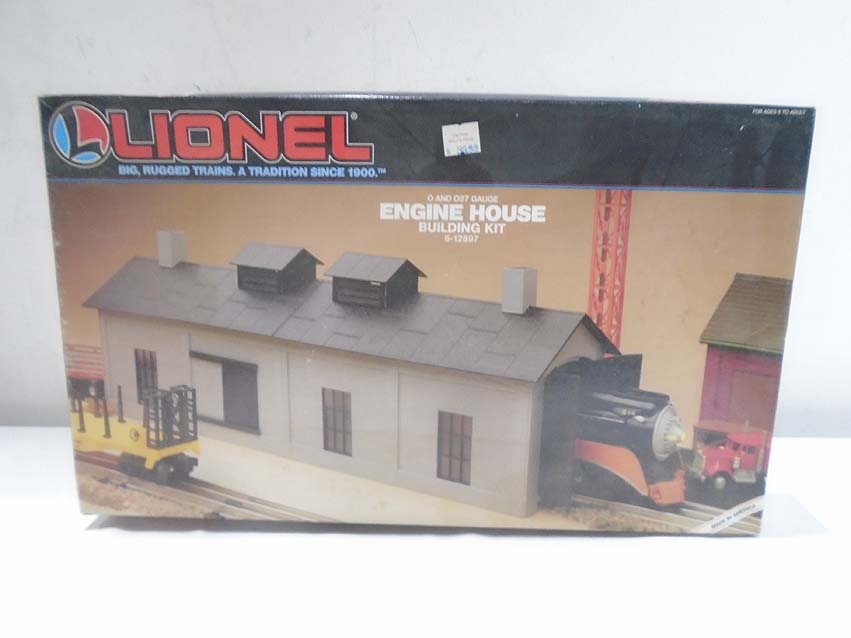 FOR AGES 8 TO ADULT
LIONEL®
BIG, RUGGED TRAINS. A TRADITION SINCE 1900.™
O AND O27 GAUGE
ENGINE HOUSE
BUILDING KIT
6-12897
MADE IN AMERICA